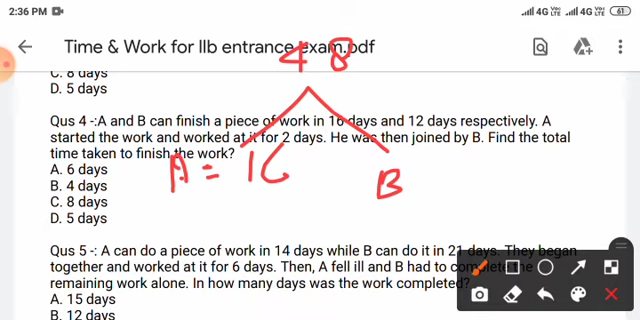 2:36 PM 4G VoLTE 4G VoLTE 61
Time & Work for IIb entrance exam.pdf
48
C. 8 days
D. 5 days
Qus 4 -:A and B can finish a piece of work in 16 days and 12 days respectively. A
started the work and worked at it for 2 days. He was then joined by B. Find the total
time taken to finish the work?
A = 16 B
A. 6 days
B. 4 days
C. 8 days
D. 5 days
Qus 5 -: A can do a piece of work in 14 days while B can do it in 21 days. They began
together and worked at it for 6 days. Then, A fell ill and B had to complete the
remaining work alone. In how many days was the work completed?
A. 15 days
B. 12 days